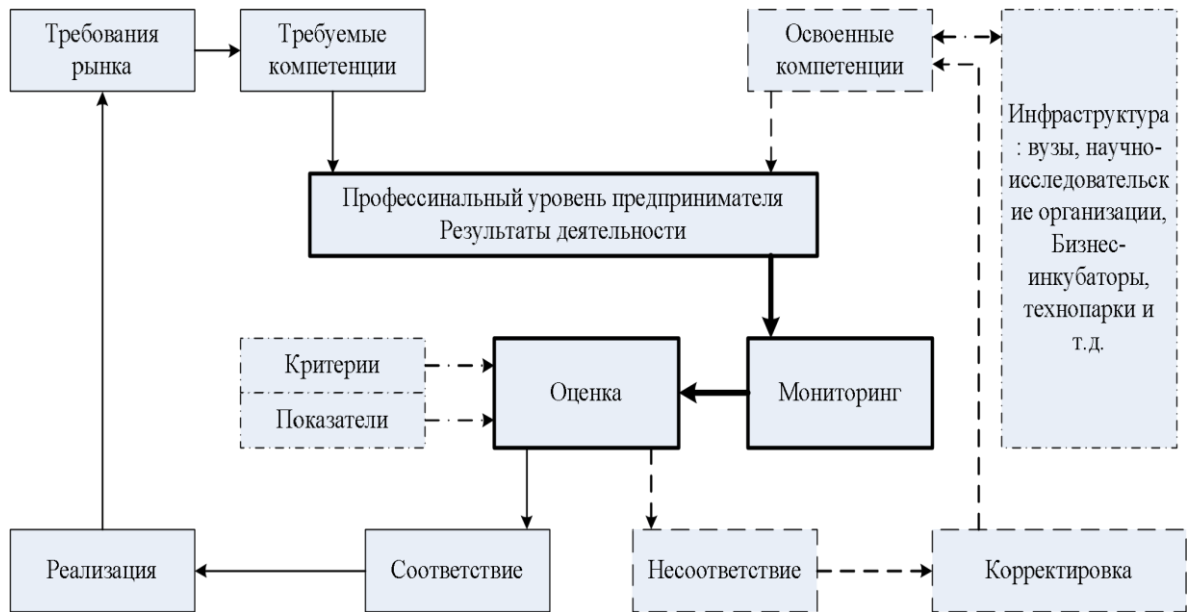 Требования
рынка
Требуемые
компетенции
Освоенные
компетенции
Инфраструктура
: вузы, научно-
исследовательск
ие организации,
Бизнес-
инкубаторы,
технопарки и
т.д.
Профессинальный уровень предпринимателя
Результаты деятельности
Критерии
Показатели
Оценка
Мониторинг
Реализация
Соответствие
Несоответствие
Корректировка